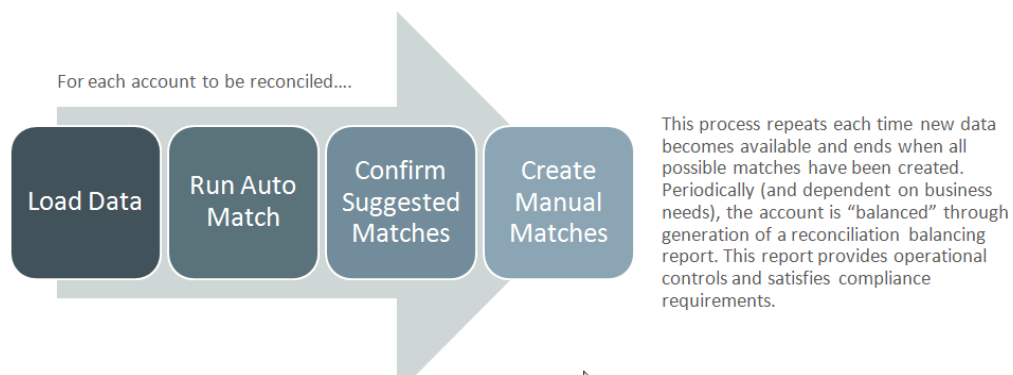 For each account to be reconciled....
Load Data
Run Auto
Match
Confirm
Suggested
Matches
Create
Manual
Matches
This process repeats each time new data
becomes available and ends when all
possible matches have been created.
Periodically (and dependent on business
needs), the account is “balanced” through
generation of a reconciliation balancing
report. This report provides operational
controls and satisfies compliance
requirements.